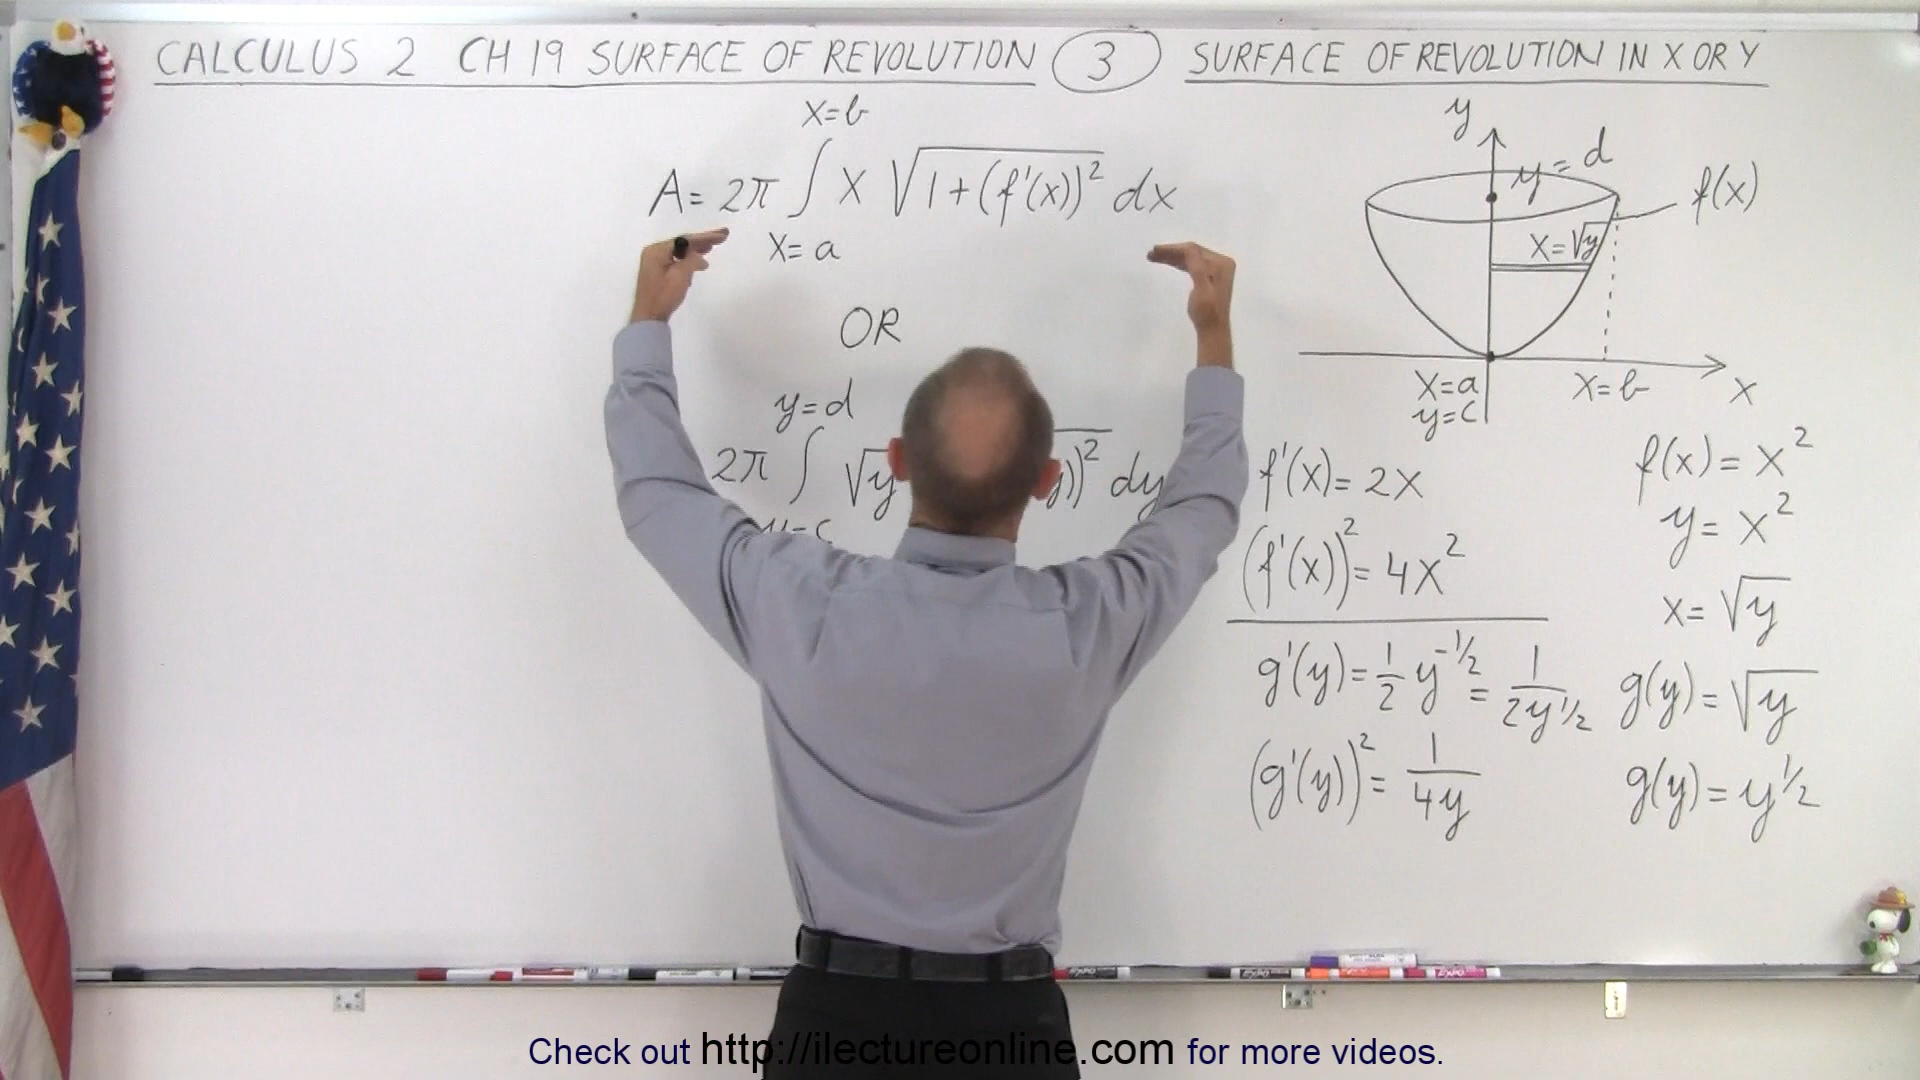 CALCULUS 2 CH 19 SURFACE OF REVOLUTION 3 SURFACE OF REVOLUTION IN X OR Y
x=b
A= 2π ∫ x √(1+(f'(x))²) dx
x=a
OR
y=d
2π ∫ √y y))² dy
y=c
y
y=d
f(x)
x=√y
x=a
y=c
x=b
x
f'(x)=2x
(f'(x))²=4x²
g'(y)=1/2 y^-1/2 = 1/2y^1/2
(g'(y))²= 1/4y
f(x)=x²
y=x²
x=√y
g(y)=√y
g(y)=y^1/2
Check out http://ilectureonline.com for more videos.